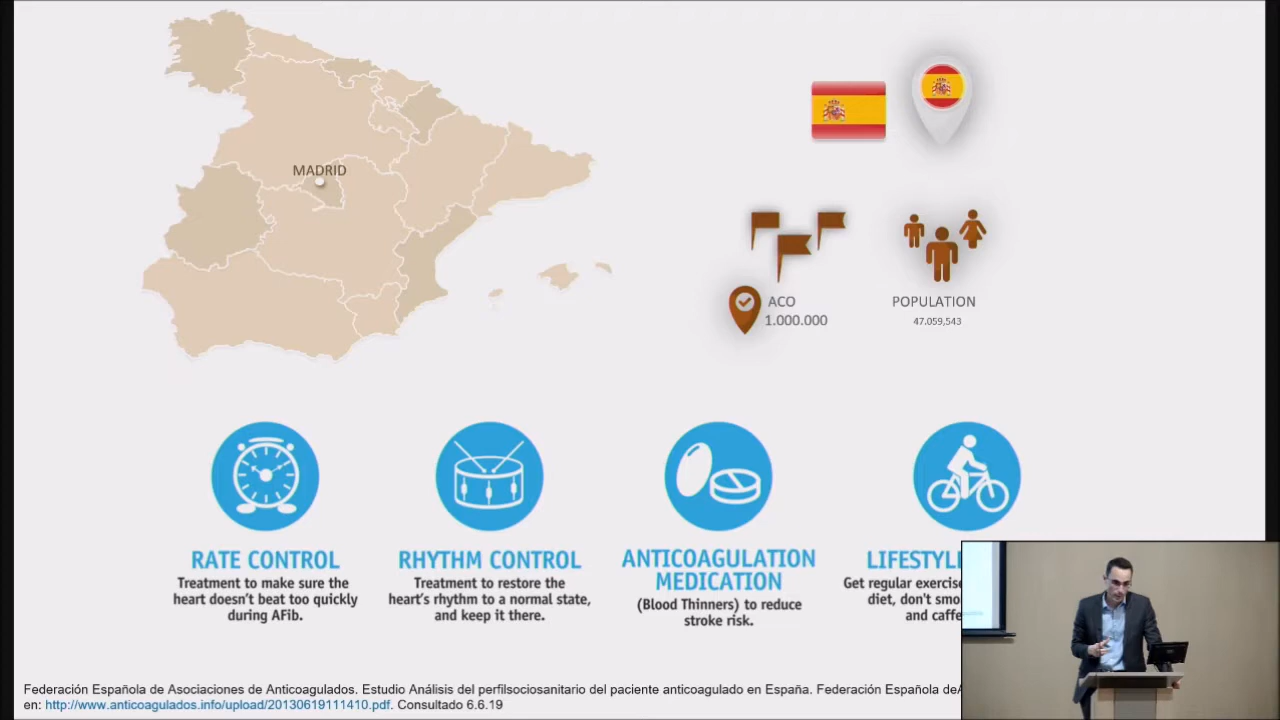 MADRID
ACO
1.000.000
POPULATION
47.059,543
RATE CONTROL
Treatment to make sure the
heart doesn't beat too quickly
during AFib.
RHYTHM CONTROL
Treatment to restore the
heart's rhythm to a normal state,
and keep it there.
ANTICOAGULATION
MEDICATION
(Blood Thinners) to reduce
stroke risk.
LIFESTYL
Get regular exercise
diet, don't smo
and caffe
Federación Española de Asociaciones de Anticoagulados. Estudio Análisis del perfilsociosanitario del paciente anticoagulado en España. Federación Española deA
en: http://www.anticoagulados.info/upload/20130619111410.pdf. Consultado 6.6.19